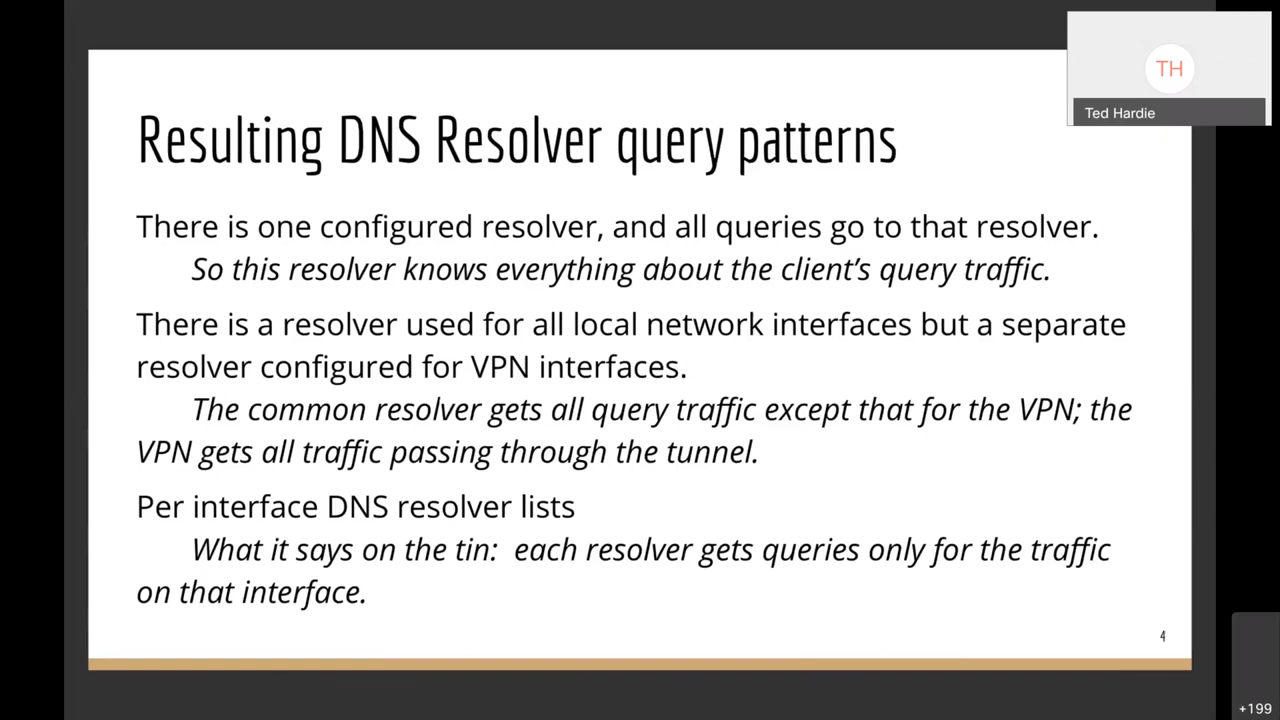 TH
Ted Hardie
Resulting DNS Resolver query patterns
There is one configured resolver, and all queries go to that resolver.
So this resolver knows everything about the client’s query traffic.
There is a resolver used for all local network interfaces but a separate
resolver configured for VPN interfaces.
The common resolver gets all query traffic except that for the VPN; the
VPN gets all traffic passing through the tunnel.
Per interface DNS resolver lists
What it says on the tin:  each resolver gets queries only for the traffic
on that interface.
4
+199